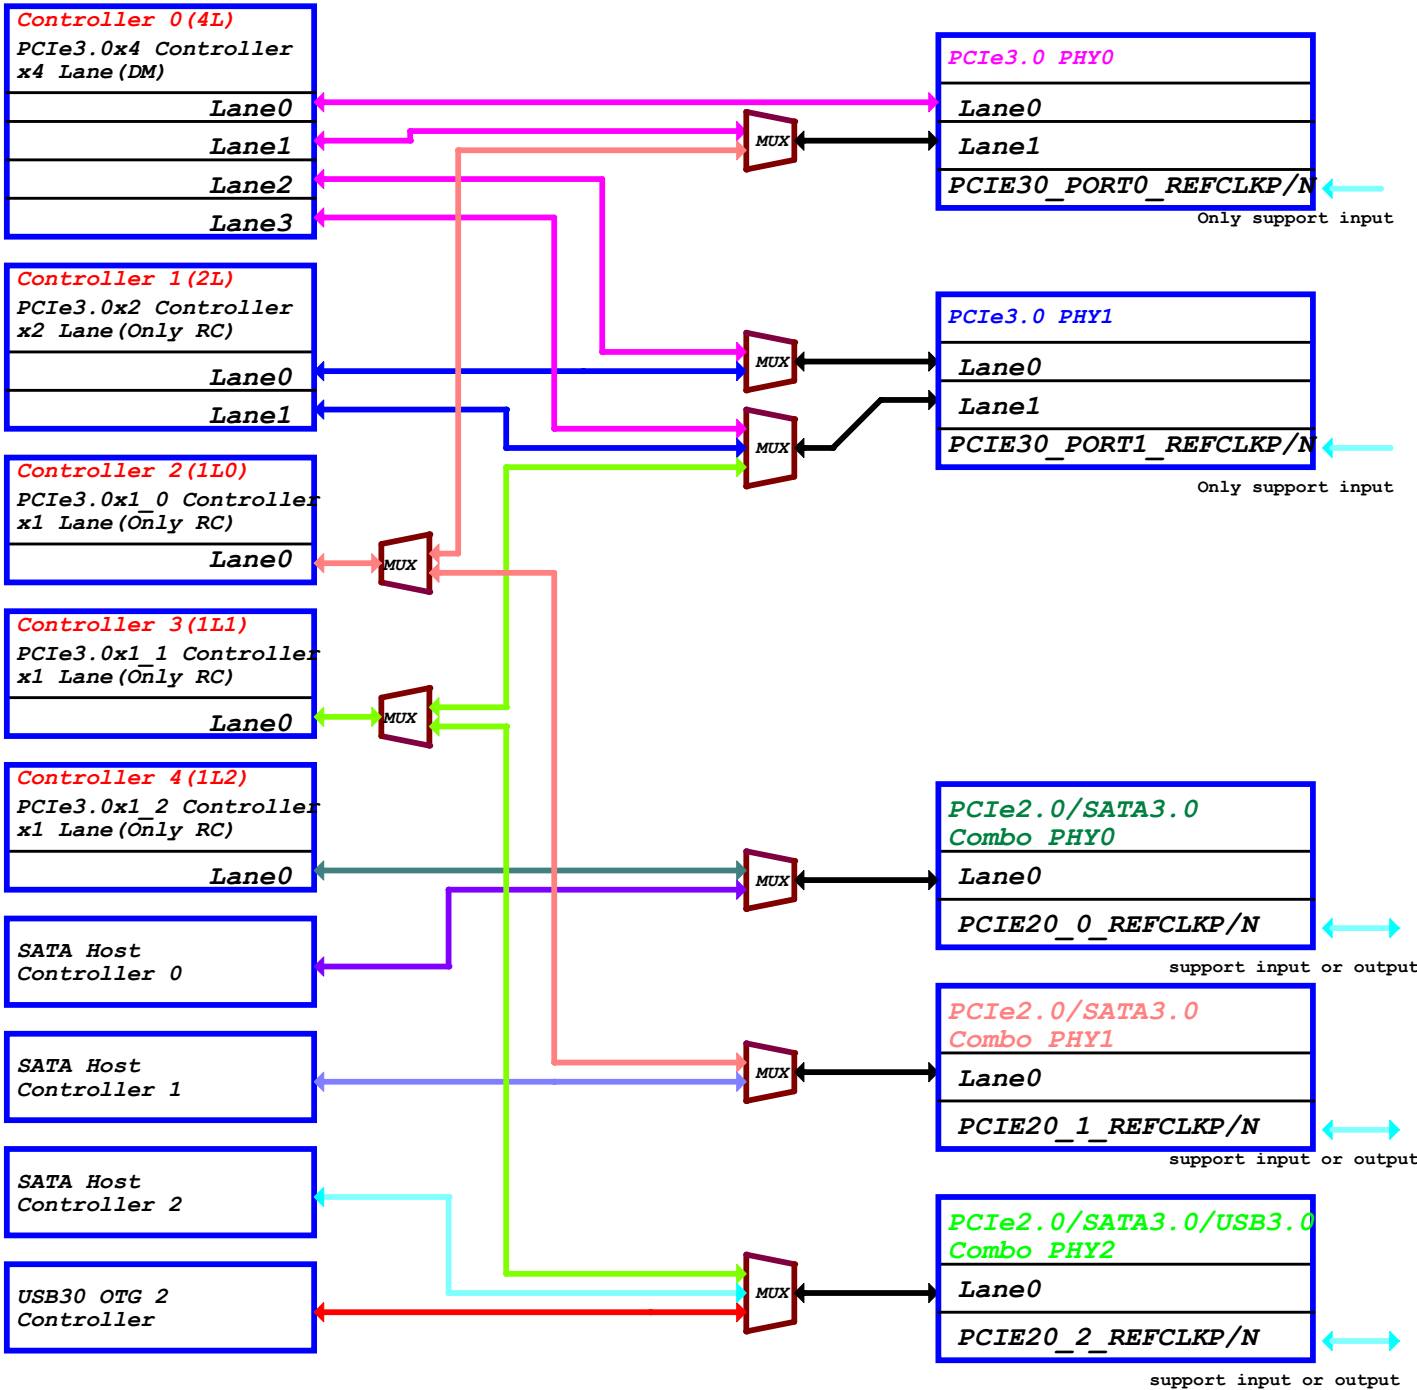 Controller 0(4L)
PCIe3.0x4 Controller
x4 Lane(DM)
Lane0
Lane1
Lane2
Lane3
Controller 1(2L)
PCIe3.0x2 Controller
x2 Lane(Only RC)
Lane0
Lane1
Controller 2(1L0)
PCIe3.0x1_0 Controller
x1 Lane(Only RC)
Lane0
Controller 3(1L1)
PCIe3.0x1_1 Controller
x1 Lane(Only RC)
Lane0
Controller 4(1L2)
PCIe3.0x1_2 Controller
x1 Lane(Only RC)
Lane0
SATA Host
Controller 0
SATA Host
Controller 1
SATA Host
Controller 2
USB30 OTG 2
Controller
MUX
MUX
MUX
MUX
MUX
MUX
MUX
MUX
PCIe3.0 PHY0
Lane0
Lane1
PCIE30_PORT0_REFCLKP/N
Only support input
PCIe3.0 PHY1
Lane0
Lane1
PCIE30_PORT1_REFCLKP/N
Only support input
PCIe2.0/SATA3.0
Combo PHY0
Lane0
PCIE20_0_REFCLKP/N
support input or output
PCIe2.0/SATA3.0
Combo PHY1
Lane0
PCIE20_1_REFCLKP/N
support input or output
PCIe2.0/SATA3.0/USB3.0
Combo PHY2
Lane0
PCIE20_2_REFCLKP/N
support input or output